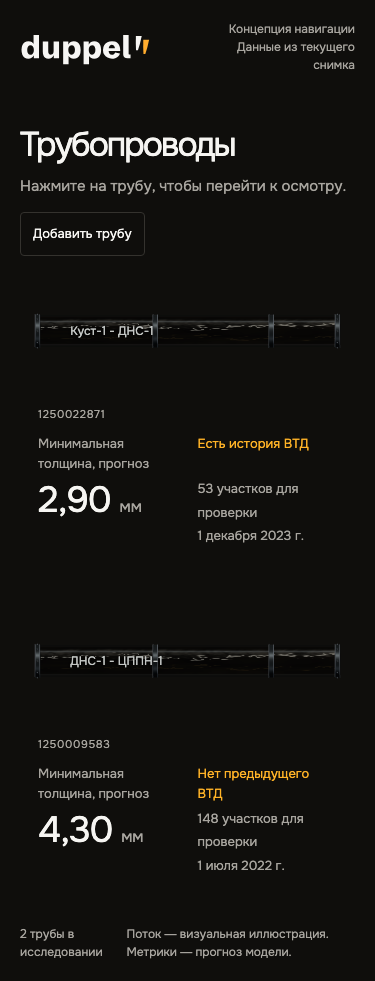 duppel
Концепция навигации
Данные из текущего
снимка
Трубопроводы
Нажмите на трубу, чтобы перейти к осмотру.
Добавить трубу
Куст-1 - ДНС-1
1250022871
Минимальная
толщина, прогноз
2,90 мм
Есть история ВТД
53 участков для
проверки
1 декабря 2023 г.
ДНС-1 - ЦППН-1
1250009583
Минимальная
толщина, прогноз
4,30 мм
Нет предыдущего
ВТД
148 участков для
проверки
1 июля 2022 г.
2 трубы в
исследовании
Поток — визуальная иллюстрация.
Метрики — прогноз модели.